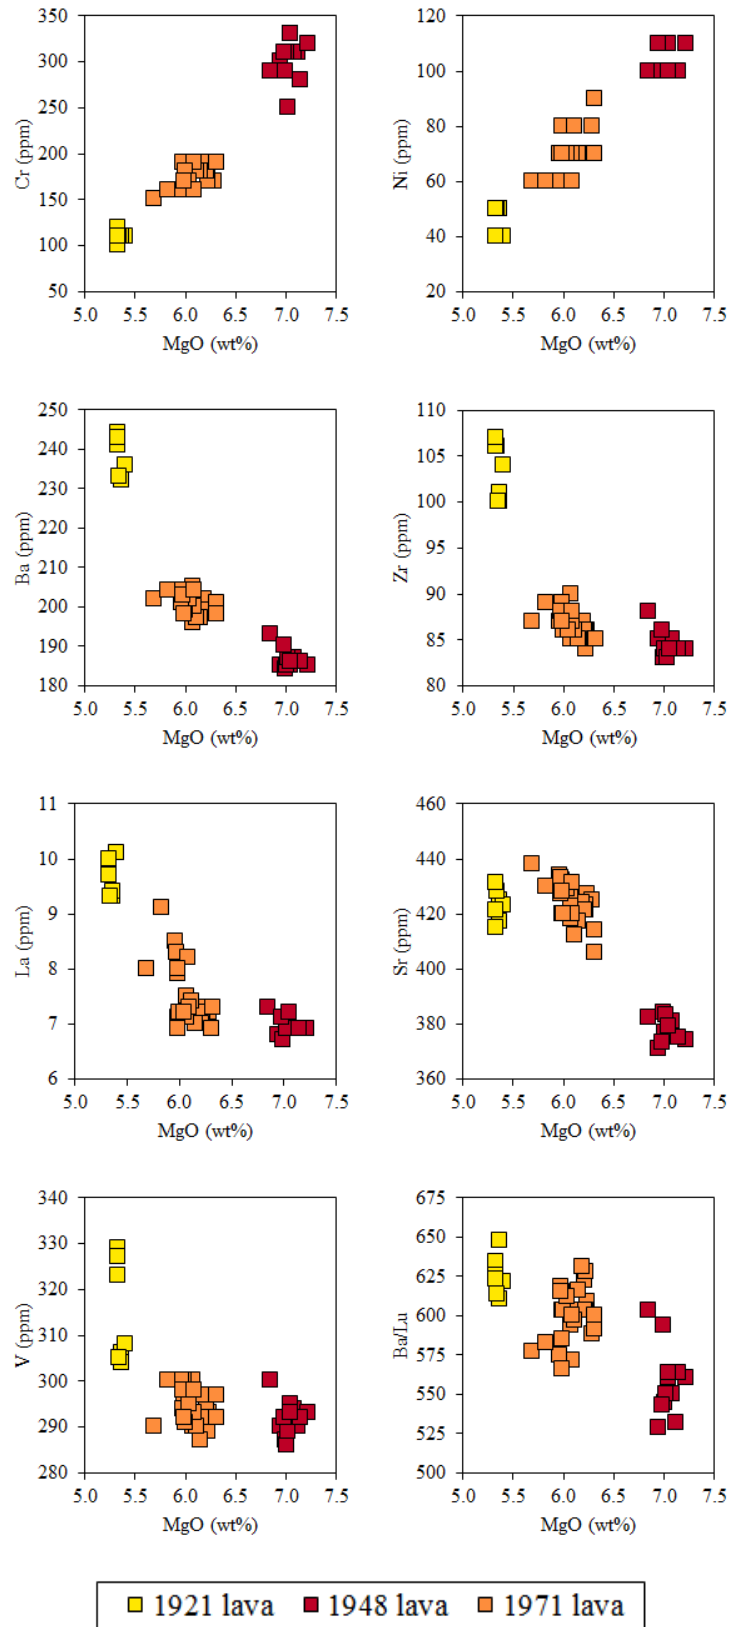 Cr (ppm)
350
300
250
200
150
100
50
5.0 5.5 6.0 6.5 7.0 7.5
MgO (wt%)
Ni (ppm)
120
100
80
60
40
20
5.0 5.5 6.0 6.5 7.0 7.5
MgO (wt%)
Ba (ppm)
250
240
230
220
210
200
190
180
5.0 5.5 6.0 6.5 7.0 7.5
MgO (wt%)
Zr (ppm)
110
105
100
95
90
85
80
5.0 5.5 6.0 6.5 7.0 7.5
MgO (wt%)
La (ppm)
11
10
9
8
7
6
5.0 5.5 6.0 6.5 7.0 7.5
MgO (wt%)
Sr (ppm)
460
440
420
400
380
360
5.0 5.5 6.0 6.5 7.0 7.5
MgO (wt%)
V (ppm)
340
330
320
310
300
290
280
5.0 5.5 6.0 6.5 7.0 7.5
MgO (wt%)
Ba/Lu
675
650
625
600
575
550
525
500
5.0 5.5 6.0 6.5 7.0 7.5
MgO (wt%)
1921 lava 1948 lava 1971 lava